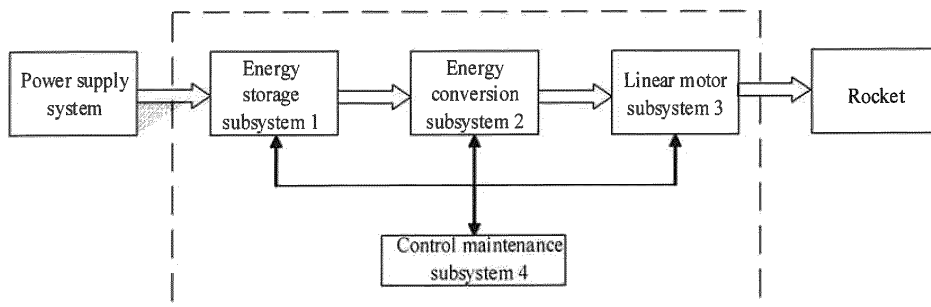 Power supply
system
Energy
storage
subsystem 1
Energy
conversion
subsystem 2
Linear motor
subsystem 3
Rocket
Control maintenance
subsystem 4